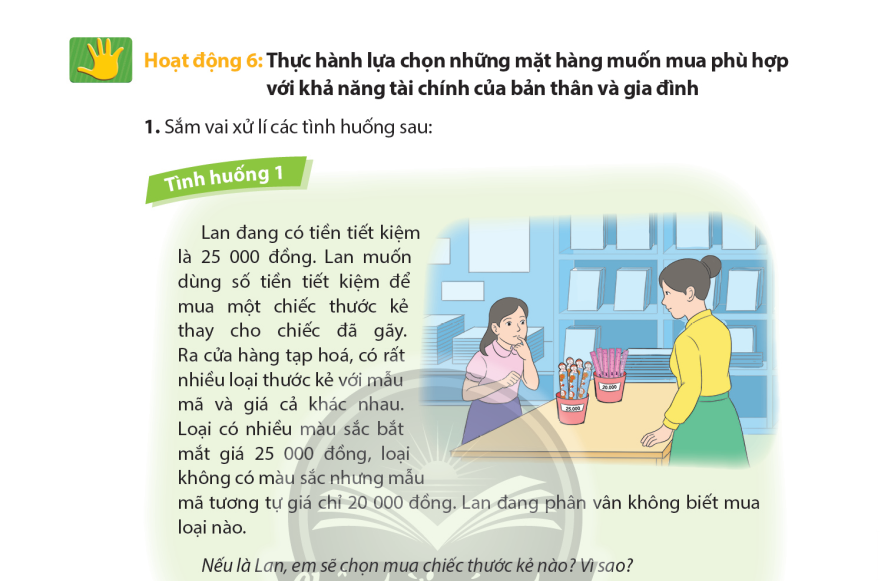 Hoạt động 6: Thực hành lựa chọn những mặt hàng muốn mua phù hợp
với khả năng tài chính của bản thân và gia đình
1. Sắm vai xử lí các tình huống sau:
Tình huống 1
Lan đang có tiền tiết kiệm
là 25 000 đồng. Lan muốn
dùng số tiền tiết kiệm để
mua một chiếc thước kẻ
thay cho chiếc đã gãy.
Ra cửa hàng tạp hoá, có rất
nhiều loại thước kẻ với mẫu
mã và giá cả khác nhau.
Loại có nhiều màu sắc bắt
mắt giá 25 000 đồng, loại
không có màu sắc nhưng mẫu
mã tương tự giá chỉ 20 000 đồng. Lan đang phân vân không biết mua
loại nào.
25.000
20.000
Nếu là Lan, em sẽ chọn mua chiếc thước kẻ nào? Vì sao?